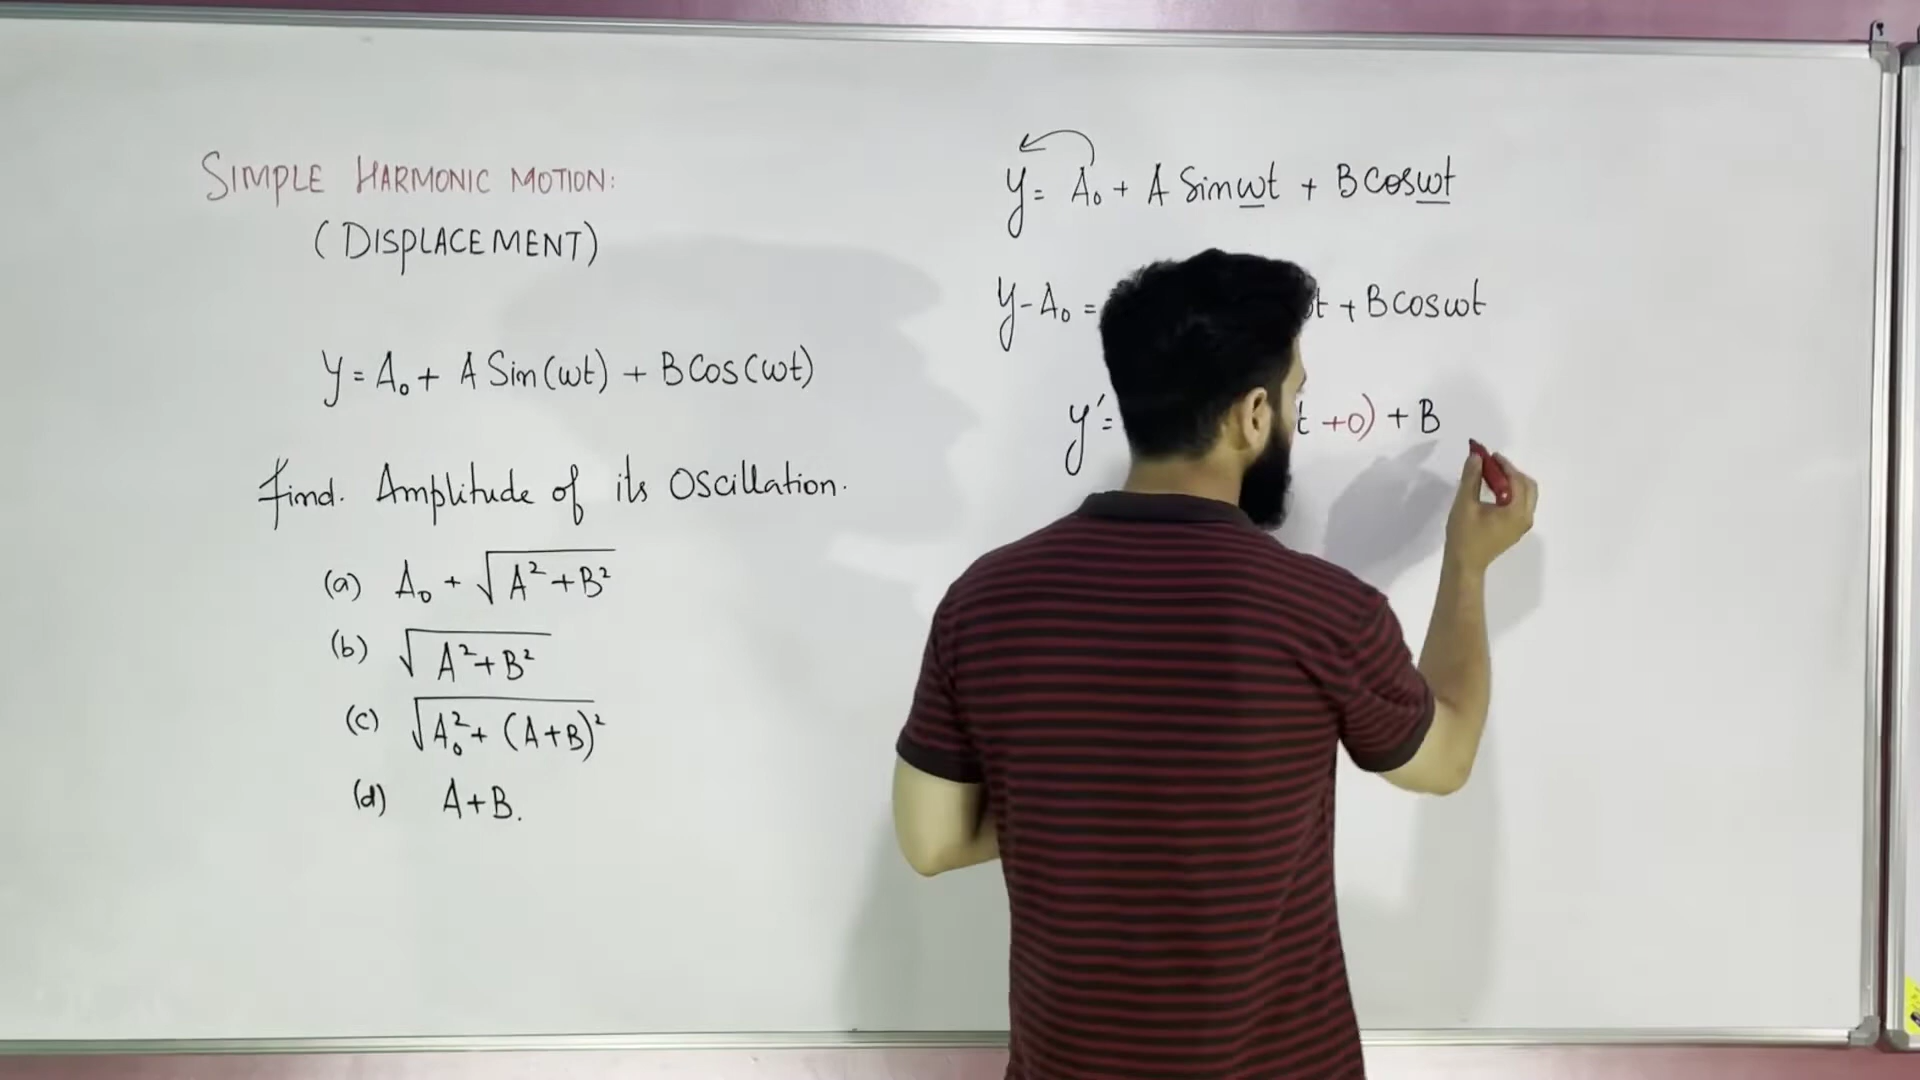 SIMPLE HARMONIC MOTION:
(DISPLACEMENT)
y = A₀ + A Sin(ωt) + B Cos(ωt)
find. Amplitude of its Oscillation.
(a) A₀ + √(A² + B²)
(b) √(A² + B²)
(c) √(A₀² + (A+B)²)
(d) A+B.
y = A₀ + A Sinωt + B cosωt
y - A₀ = t + B cosωt
y' = t +0) + B